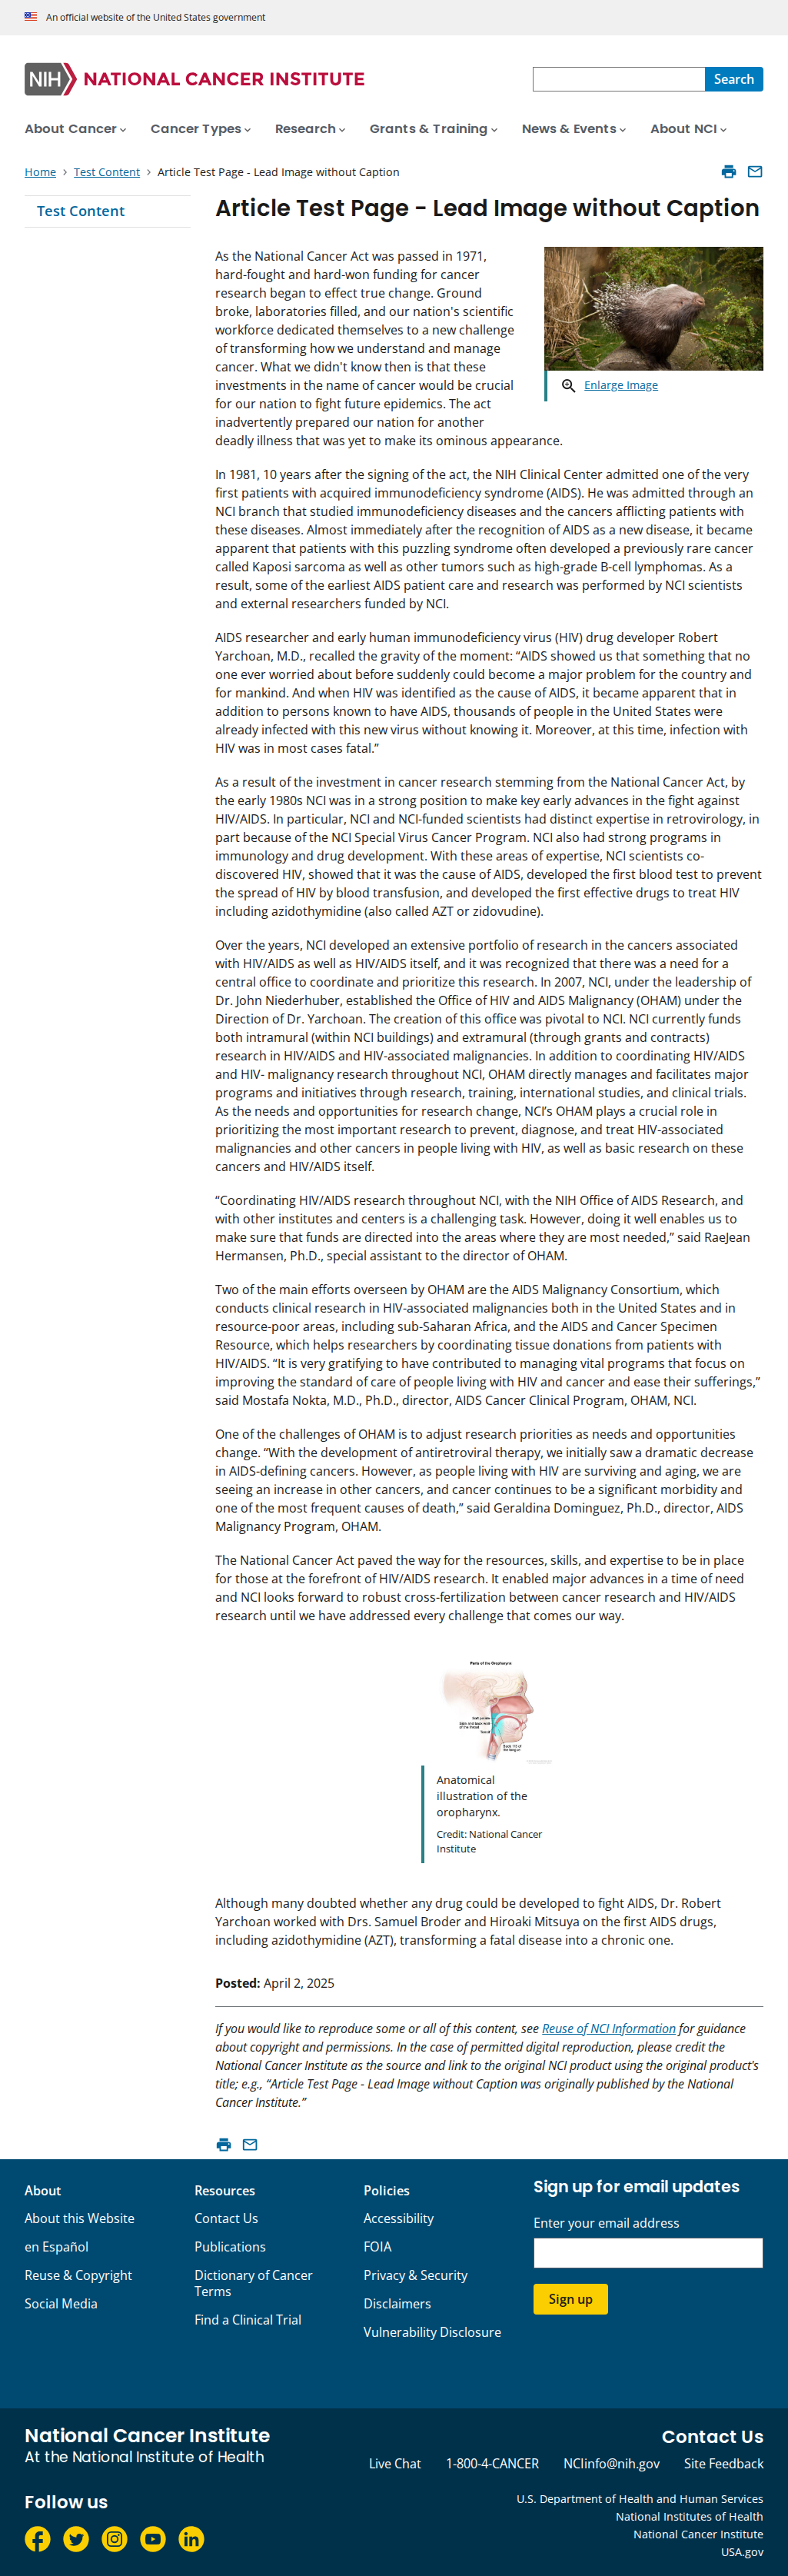 An official website of the United States government
NIH NATIONAL CANCER INSTITUTE
Search
About Cancer
Cancer Types
Research
Grants & Training
News & Events
About NCI
Home
Test Content
Article Test Page - Lead Image without Caption
Test Content
Article Test Page - Lead Image without Caption
As the National Cancer Act was passed in 1971,
hard-fought and hard-won funding for cancer
research began to effect true change. Ground
broke, laboratories filled, and our nation's scientific
workforce dedicated themselves to a new challenge
of transforming how we understand and manage
cancer. What we didn't know then is that these
investments in the name of cancer would be crucial
for our nation to fight future epidemics. The act
inadvertently prepared our nation for another
deadly illness that was yet to make its ominous appearance.
Enlarge Image
In 1981, 10 years after the signing of the act, the NIH Clinical Center admitted one of the very
first patients with acquired immunodeficiency syndrome (AIDS). He was admitted through an
NCI branch that studied immunodeficiency diseases and the cancers afflicting patients with
these diseases. Almost immediately after the recognition of AIDS as a new disease, it became
apparent that patients with this puzzling syndrome often developed a previously rare cancer
called Kaposi sarcoma as well as other tumors such as high-grade B-cell lymphomas. As a
result, some of the earliest AIDS patient care and research was performed by NCI scientists
and external researchers funded by NCI.
AIDS researcher and early human immunodeficiency virus (HIV) drug developer Robert
Yarchoan, M.D., recalled the gravity of the moment: “AIDS showed us that something that no
one ever worried about before suddenly could become a major problem for the country and
for mankind. And when HIV was identified as the cause of AIDS, it became apparent that in
addition to persons known to have AIDS, thousands of people in the United States were
already infected with this new virus without knowing it. Moreover, at this time, infection with
HIV was in most cases fatal.”
As a result of the investment in cancer research stemming from the National Cancer Act, by
the early 1980s NCI was in a strong position to make key early advances in the fight against
HIV/AIDS. In particular, NCI and NCI-funded scientists had distinct expertise in retrovirology, in
part because of the NCI Special Virus Cancer Program. NCI also had strong programs in
immunology and drug development. With these areas of expertise, NCI scientists co-
discovered HIV, showed that it was the cause of AIDS, developed the first blood test to prevent
the spread of HIV by blood transfusion, and developed the first effective drugs to treat HIV
including azidothymidine (also called AZT or zidovudine).
Over the years, NCI developed an extensive portfolio of research in the cancers associated
with HIV/AIDS as well as HIV/AIDS itself, and it was recognized that there was a need for a
central office to coordinate and prioritize this research. In 2007, NCI, under the leadership of
Dr. John Niederhuber, established the Office of HIV and AIDS Malignancy (OHAM) under the
Direction of Dr. Yarchoan. The creation of this office was pivotal to NCI. NCI currently funds
both intramural (within NCI buildings) and extramural (through grants and contracts)
research in HIV/AIDS and HIV-associated malignancies. In addition to coordinating HIV/AIDS
and HIV- malignancy research throughout NCI, OHAM directly manages and facilitates major
programs and initiatives through research, training, international studies, and clinical trials.
As the needs and opportunities for research change, NCI’s OHAM plays a crucial role in
prioritizing the most important research to prevent, diagnose, and treat HIV-associated
malignancies and other cancers in people living with HIV, as well as basic research on these
cancers and HIV/AIDS itself.
“Coordinating HIV/AIDS research throughout NCI, with the NIH Office of AIDS Research, and
with other institutes and centers is a challenging task. However, doing it well enables us to
make sure that funds are directed into the areas where they are most needed,” said RaeJean
Hermansen, Ph.D., special assistant to the director of OHAM.
Two of the main efforts overseen by OHAM are the AIDS Malignancy Consortium, which
conducts clinical research in HIV-associated malignancies both in the United States and in
resource-poor areas, including sub-Saharan Africa, and the AIDS and Cancer Specimen
Resource, which helps researchers by coordinating tissue donations from patients with
HIV/AIDS. “It is very gratifying to have contributed to managing vital programs that focus on
improving the standard of care of people living with HIV and cancer and ease their sufferings,”
said Mostafa Nokta, M.D., Ph.D., director, AIDS Cancer Clinical Program, OHAM, NCI.
One of the challenges of OHAM is to adjust research priorities as needs and opportunities
change. “With the development of antiretroviral therapy, we initially saw a dramatic decrease
in AIDS-defining cancers. However, as people living with HIV are surviving and aging, we are
seeing an increase in other cancers, and cancer continues to be a significant morbidity and
one of the most frequent causes of death,” said Geraldina Dominguez, Ph.D., director, AIDS
Malignancy Program, OHAM.
The National Cancer Act paved the way for the resources, skills, and expertise to be in place
for those at the forefront of HIV/AIDS research. It enabled major advances in a time of need
and NCI looks forward to robust cross-fertilization between cancer research and HIV/AIDS
research until we have addressed every challenge that comes our way.
Parts of the Oropharynx
Soft palate
Side and back wall
of the throat
Tonsil
Back 1/3 of
the tongue
Anatomical
illustration of the
oropharynx.
Credit: National Cancer
Institute
Although many doubted whether any drug could be developed to fight AIDS, Dr. Robert
Yarchoan worked with Drs. Samuel Broder and Hiroaki Mitsuya on the first AIDS drugs,
including azidothymidine (AZT), transforming a fatal disease into a chronic one.
Posted: April 2, 2025
If you would like to reproduce some or all of this content, see Reuse of NCI Information for guidance
about copyright and permissions. In the case of permitted digital reproduction, please credit the
National Cancer Institute as the source and link to the original NCI product using the original product's
title; e.g., “Article Test Page - Lead Image without Caption was originally published by the National
Cancer Institute.”
About
About this Website
en Español
Reuse & Copyright
Social Media
Resources
Contact Us
Publications
Dictionary of Cancer
Terms
Find a Clinical Trial
Policies
Accessibility
FOIA
Privacy & Security
Disclaimers
Vulnerability Disclosure
Sign up for email updates
Enter your email address
Sign up
National Cancer Institute
At the National Institute of Health
Contact Us
Live Chat
1-800-4-CANCER
NCIinfo@nih.gov
Site Feedback
Follow us
U.S. Department of Health and Human Services
National Institutes of Health
National Cancer Institute
USA.gov